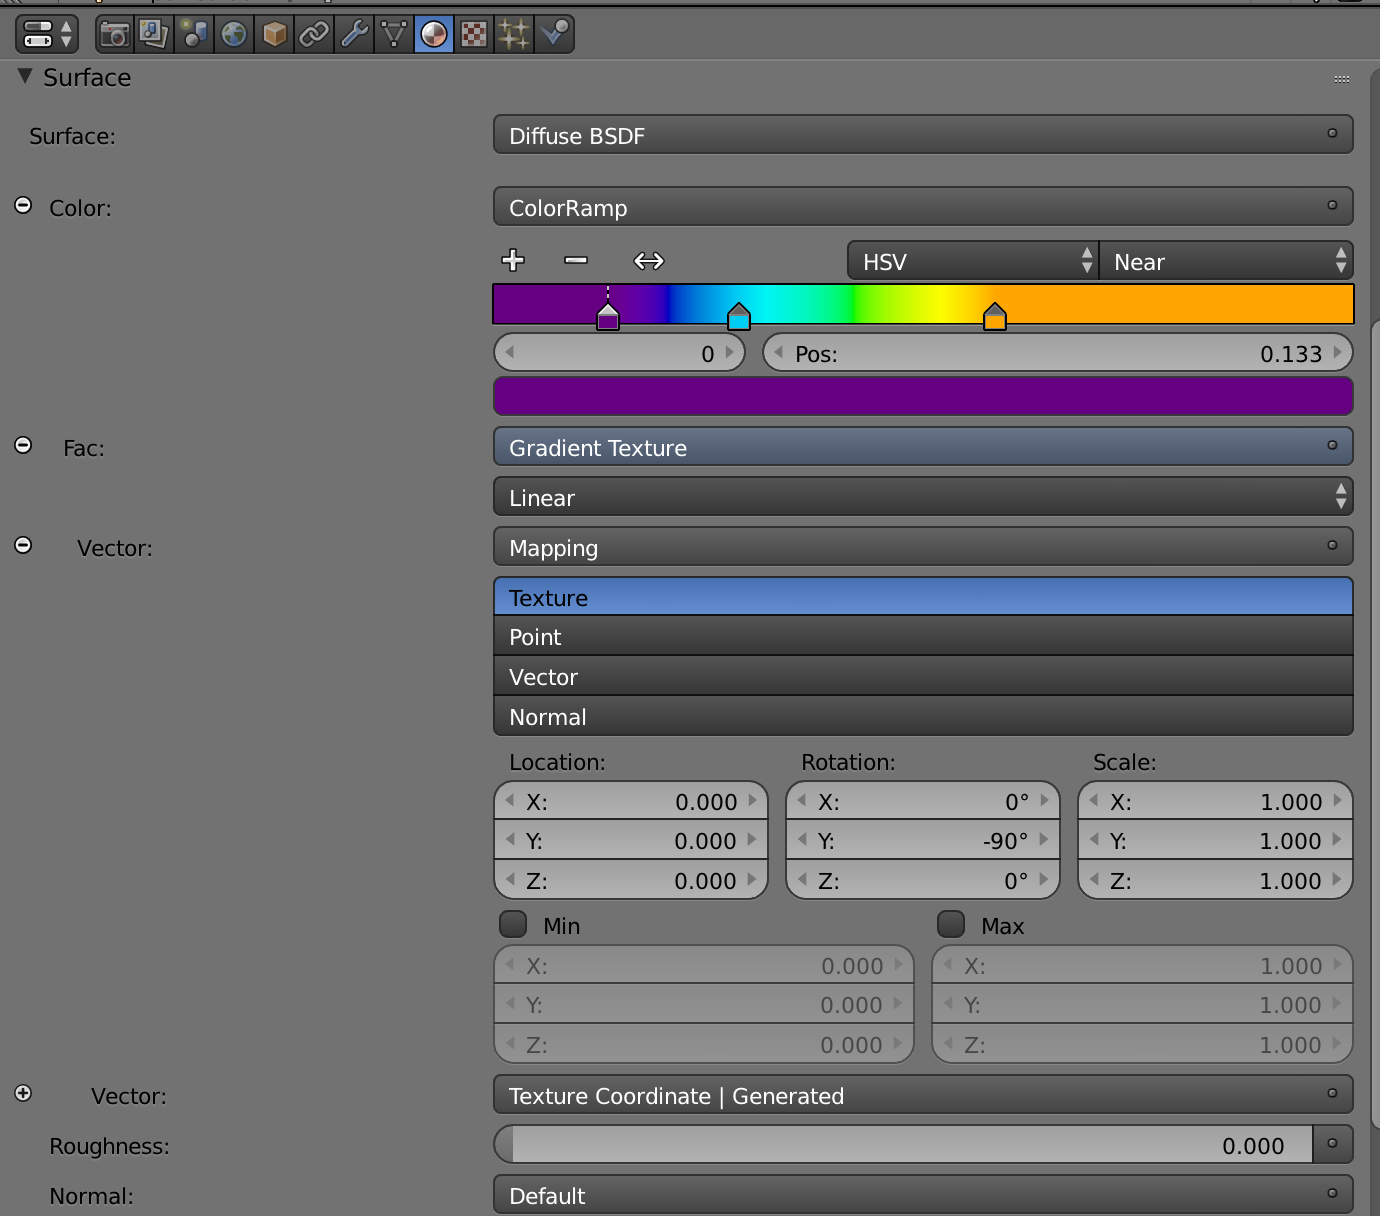 Surface
Surface: Diffuse BSDF
Color: ColorRamp
HSV Near
0 Pos: 0.133
Fac: Gradient Texture
Linear
Vector: Mapping
Texture
Point
Vector
Normal
Location: Rotation: Scale:
X: 0.000 X: 0° X: 1.000
Y: 0.000 Y: -90° Y: 1.000
Z: 0.000 Z: 0° Z: 1.000
Min Max
X: 0.000 X: 1.000
Y: 0.000 Y: 1.000
Z: 0.000 Z: 1.000
Vector: Texture Coordinate | Generated
Roughness: 0.000
Normal: Default